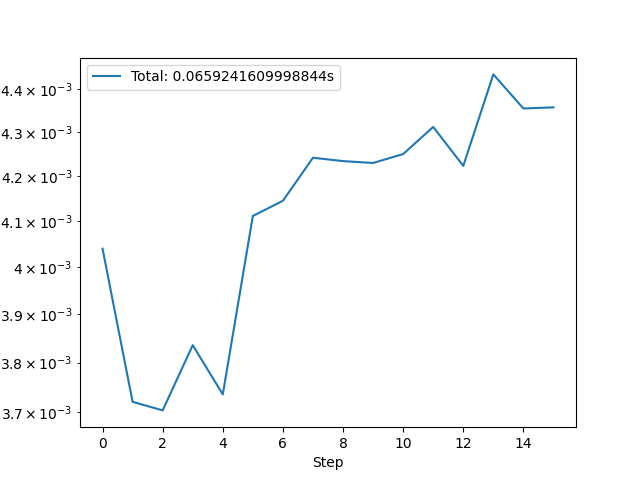 Total: 0.0659241609998844s
4.4 × 10⁻³
4.3 × 10⁻³
4.2 × 10⁻³
4.1 × 10⁻³
4 × 10⁻³
3.9 × 10⁻³
3.8 × 10⁻³
3.7 × 10⁻³
0 2 4 6 8 10 12 14
Step